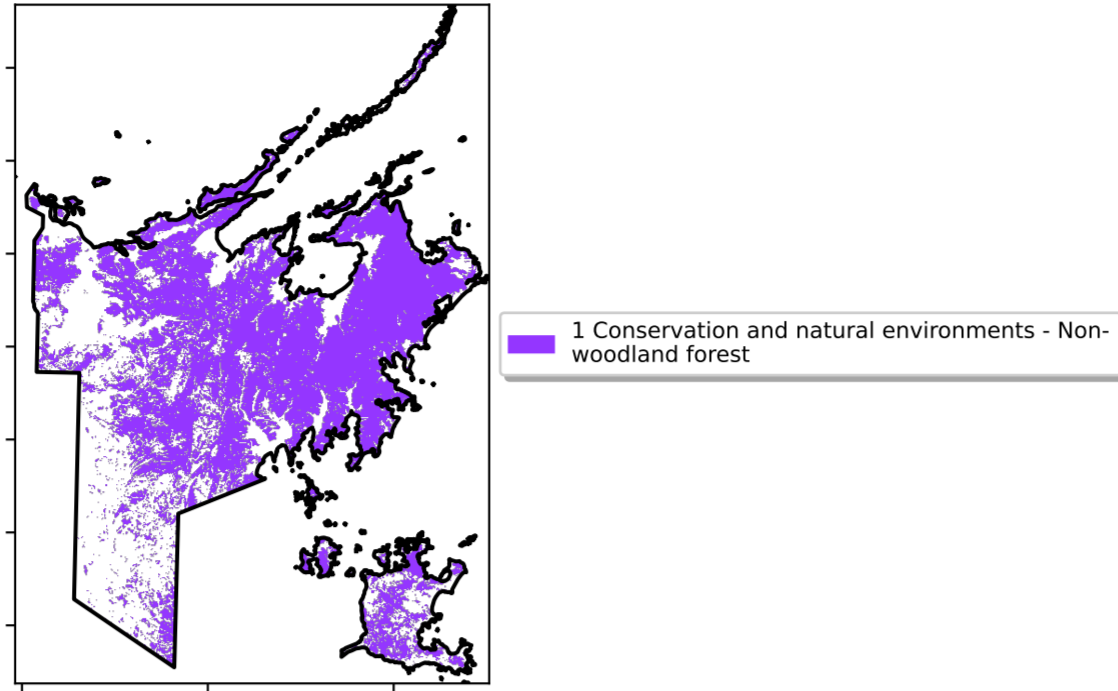 1 Conservation and natural environments - Non-
woodland forest